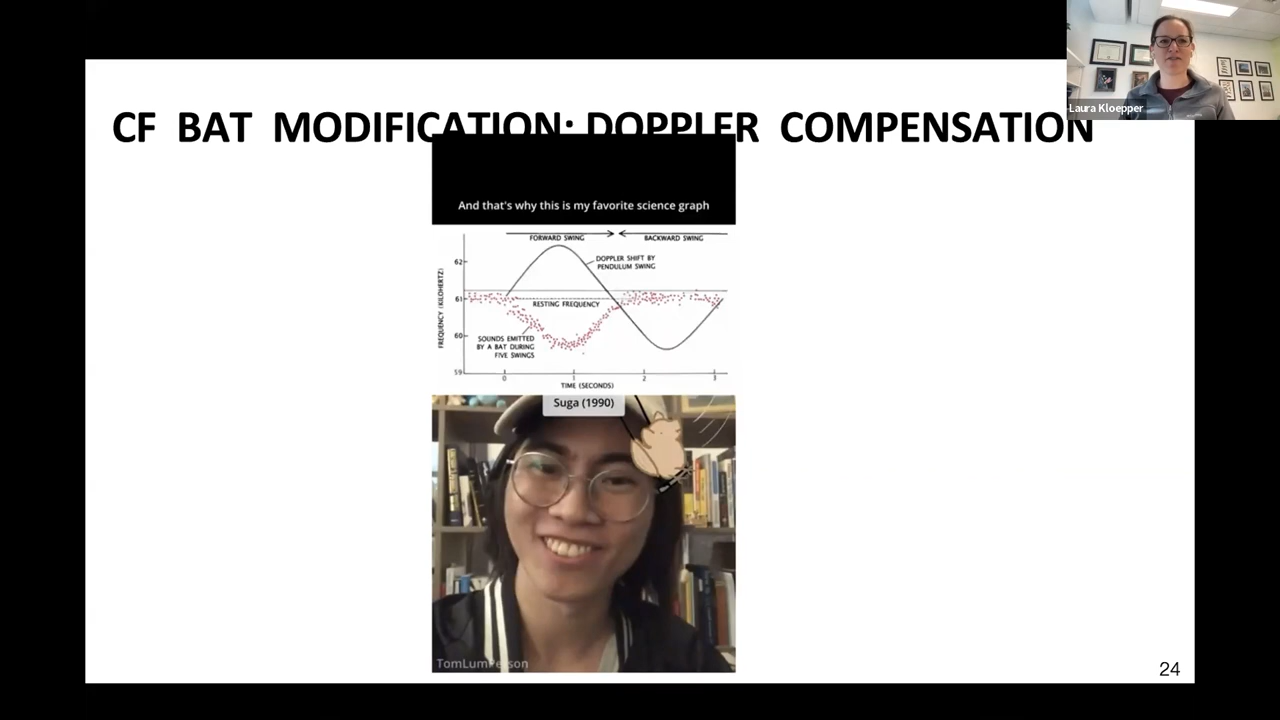 Laura Kloepper
CF BAT MODIFICATION: DOPPLER COMPENSATION
And that's why this is my favorite science graph
FORWARD SWING
BACKWARD SWING
DOPPLER SHIFT BY
PENDULUM SWING
FREQUENCY (KILOHERTZ)
62
61
60
59
RESTING FREQUENCY
SOUNDS EMITTED
BY A BAT DURING
FIVE SWINGS
0 1 2 3
TIME (SECONDS)
Suga (1990)
TomLumPerson
24